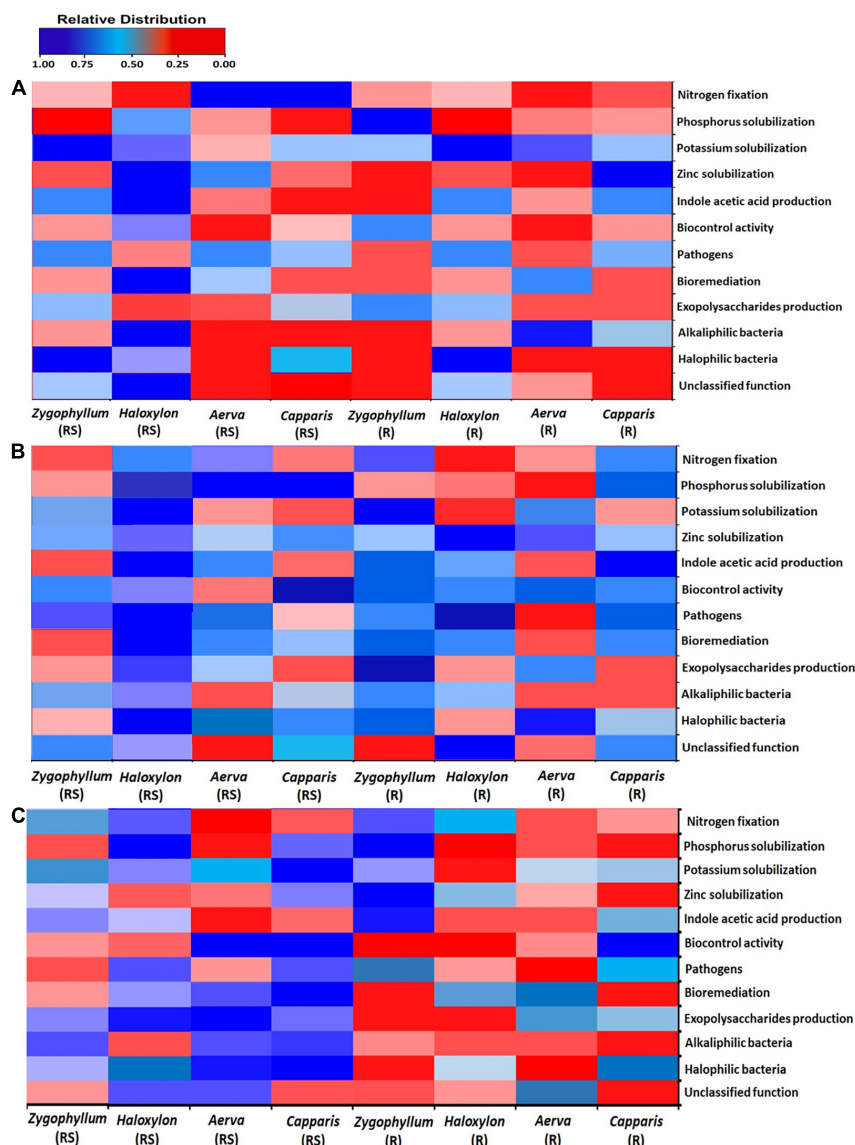 Relative Distribution
1.00 0.75 0.50 0.25 0.00
A
Nitrogen fixation
Phosphorus solubilization
Potassium solubilization
Zinc solubilization
Indole acetic acid production
Biocontrol activity
Pathogens
Bioremediation
Exopolysaccharides production
Alkaliphilic bacteria
Halophilic bacteria
Unclassified function
Zygophyllum Haloxylon Aerva Capparis Zygophyllum Haloxylon Aerva Capparis
(RS) (RS) (RS) (RS) (R) (R) (R) (R)
B
Nitrogen fixation
Phosphorus solubilization
Potassium solubilization
Zinc solubilization
Indole acetic acid production
Biocontrol activity
Pathogens
Bioremediation
Exopolysaccharides production
Alkaliphilic bacteria
Halophilic bacteria
Unclassified function
Zygophyllum Haloxylon Aerva Capparis Zygophyllum Haloxylon Aerva Capparis
(RS) (RS) (RS) (RS) (R) (R) (R) (R)
C
Nitrogen fixation
Phosphorus solubilization
Potassium solubilization
Zinc solubilization
Indole acetic acid production
Biocontrol activity
Pathogens
Bioremediation
Exopolysaccharides production
Alkaliphilic bacteria
Halophilic bacteria
Unclassified function
Zygophyllum Haloxylon Aerva Capparis Zygophyllum Haloxylon Aerva Capparis
(RS) (RS) (RS) (RS) (R) (R) (R) (R)